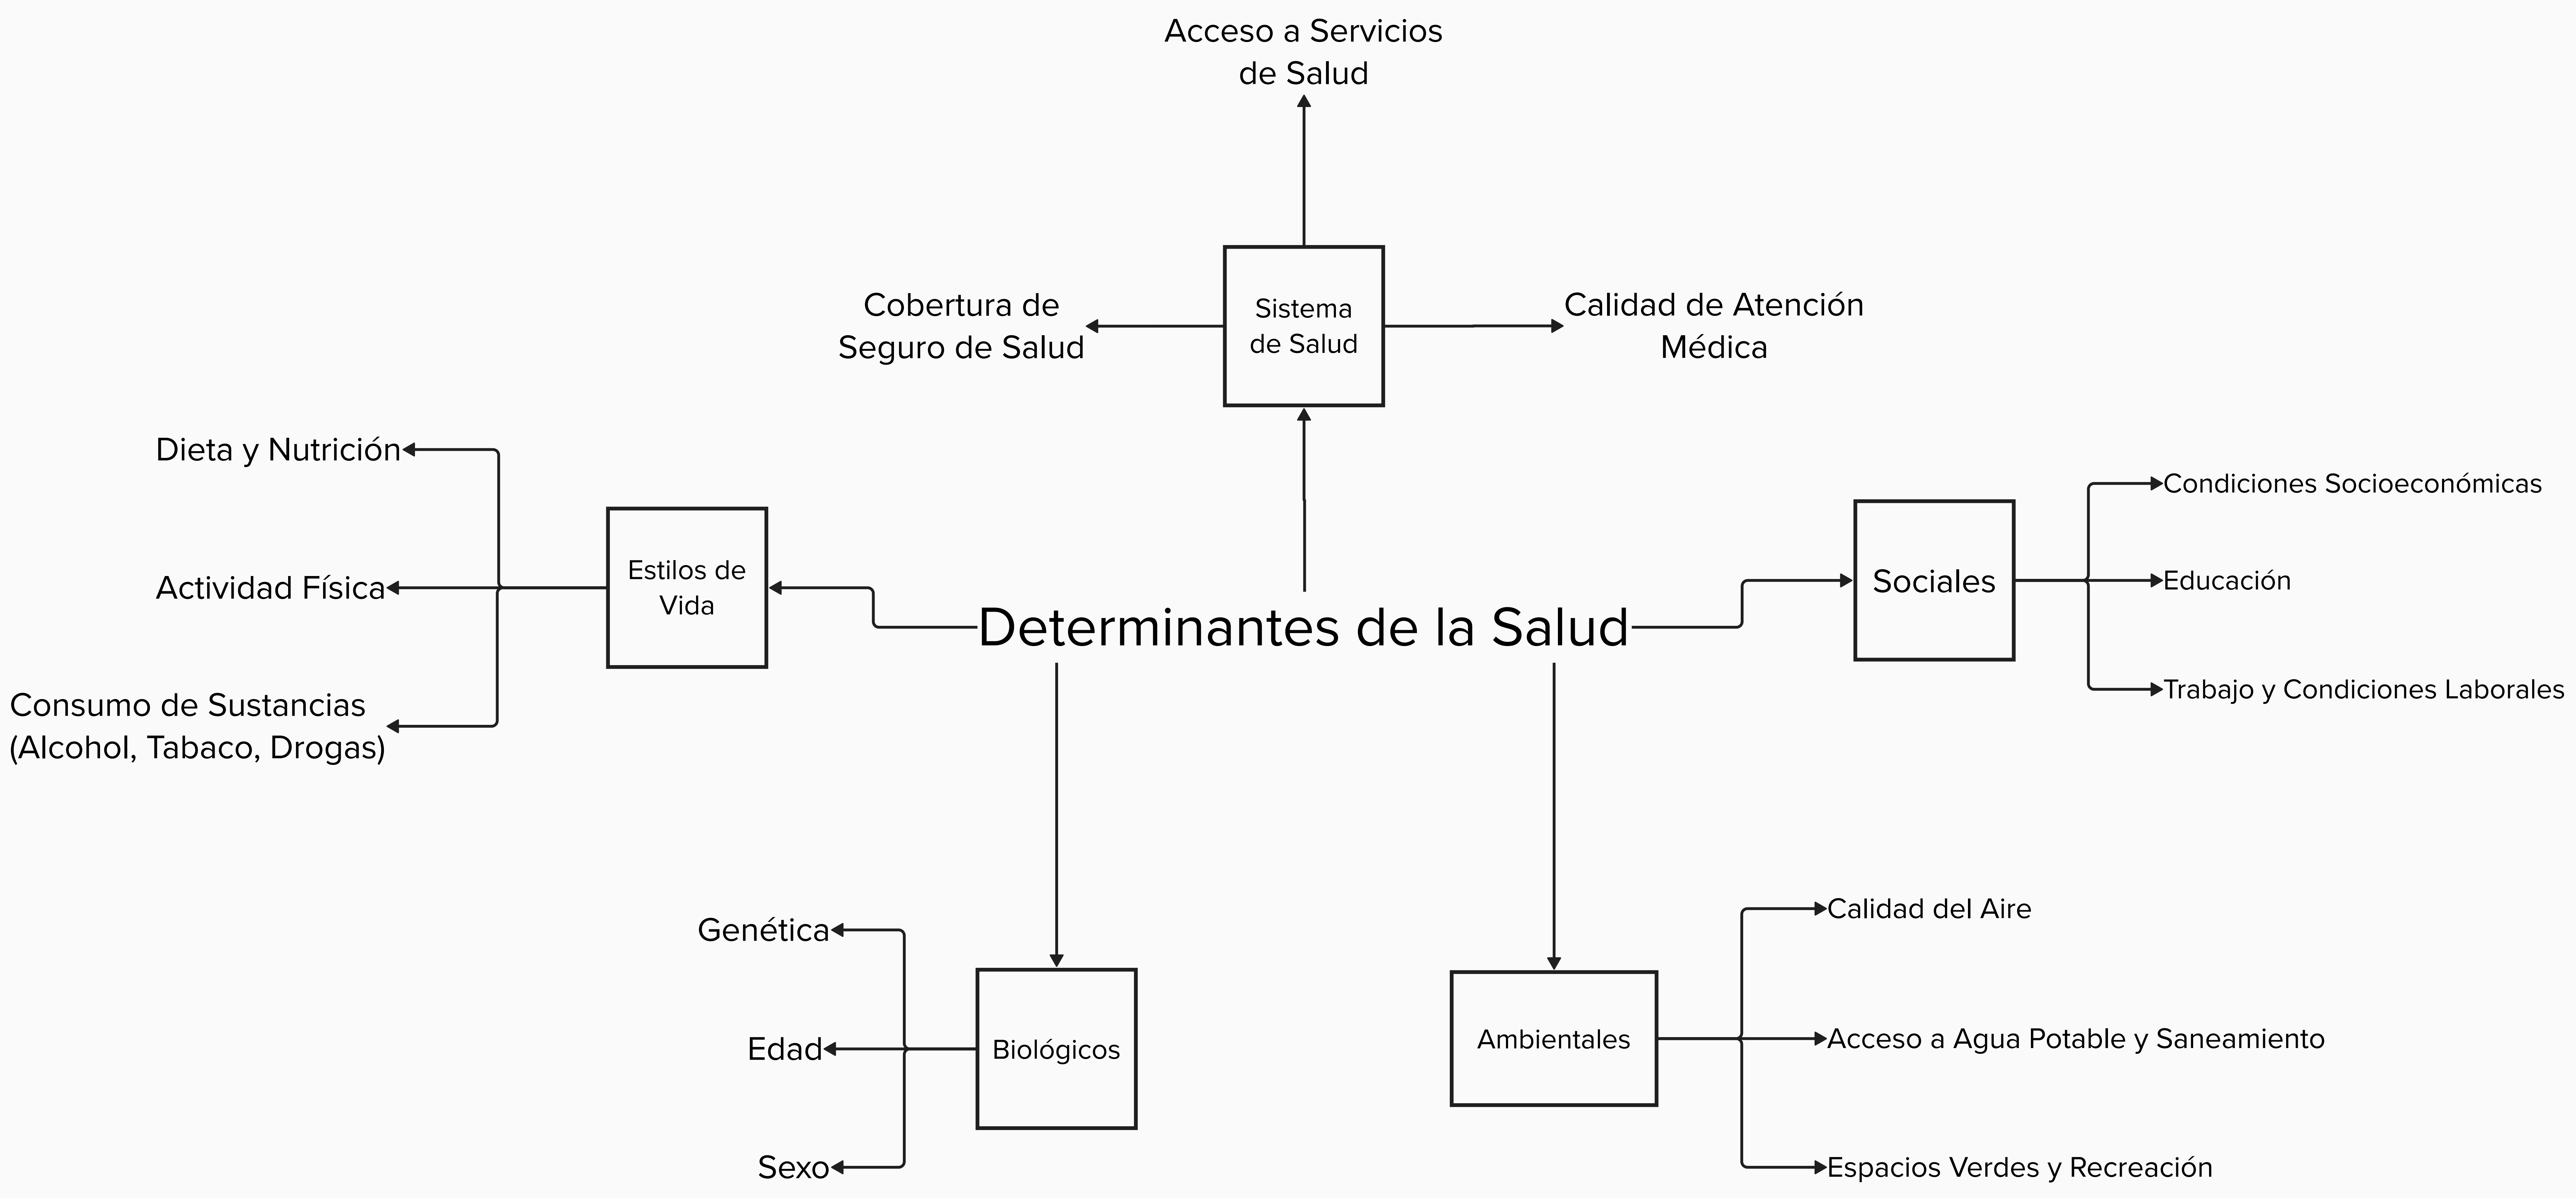 Acceso a Servicios
de Salud
Cobertura de
Seguro de Salud
Sistema
de Salud
Calidad de Atención
Médica
Dieta y Nutrición
Actividad Física
Consumo de Sustancias
(Alcohol, Tabaco, Drogas)
Estilos de
Vida
Determinantes de la Salud
Sociales
Condiciones Socioeconómicas
Educación
Trabajo y Condiciones Laborales
Genética
Edad
Sexo
Biológicos
Ambientales
Calidad del Aire
Acceso a Agua Potable y Saneamiento
Espacios Verdes y Recreación